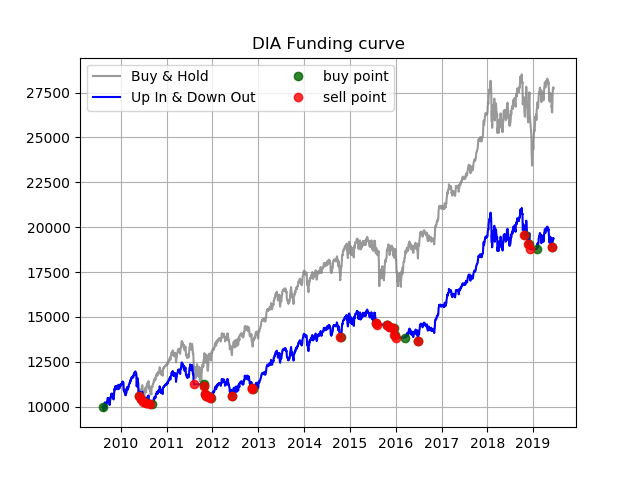 DIA Funding curve
Buy & Hold
Up In & Down Out
buy point
sell point
27500
25000
22500
20000
17500
15000
12500
10000
2010 2011 2012 2013 2014 2015 2016 2017 2018 2019